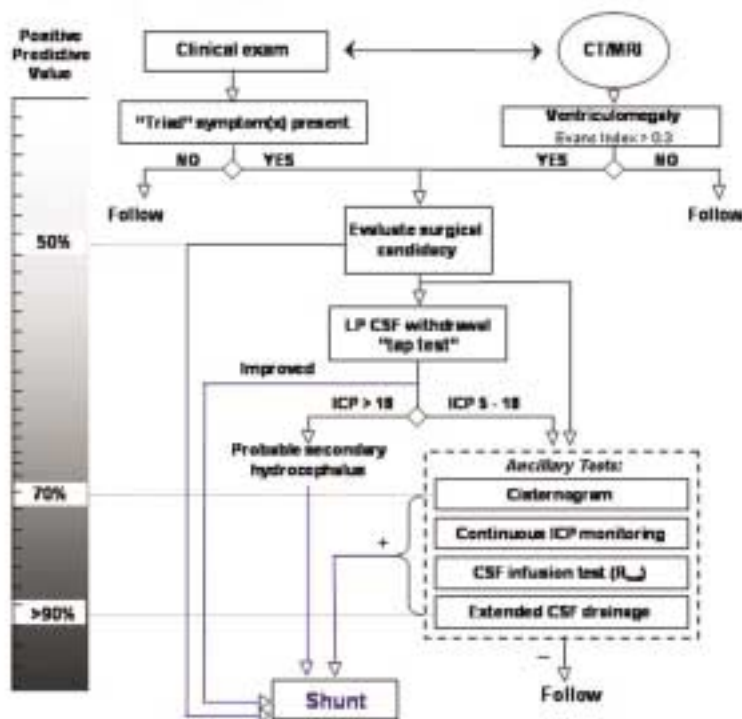 Positive
Predictive
Value
Clinical exam
CT/MRI
"Triad" symptom(s) present
Ventriculomegaly
Evans Index > 0.3
NO
YES
YES
NO
Follow
Follow
50%
Evaluate surgical
candidacy
LP CSF withdrawal
"tap test"
Improved
ICP > 18
ICP 5 - 18
Probable secondary
hydrocephalus
Ancillary Tests:
70%
Cisternogram
+
Continuous ICP monitoring
CSF infusion test
>90%
Extended CSF drainage
–
Shunt
Follow